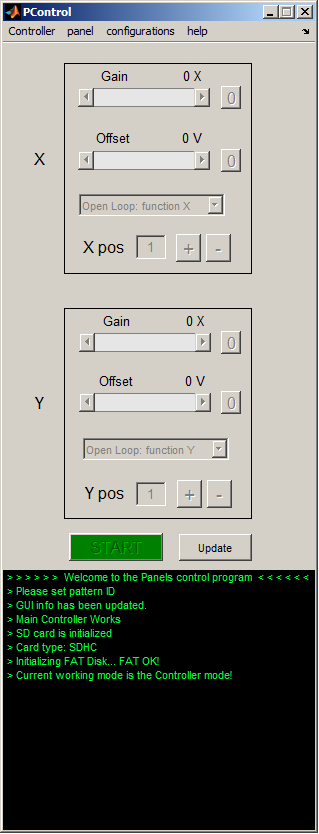 PControl
Controller panel configurations help
Gain 0 X
0
Offset 0 V
0
X
Open Loop: function X
X pos 1 + -
Gain 0 X
0
Offset 0 V
0
Y
Open Loop: function Y
Y pos 1 + -
START Update
> > > > > > Welcome to the Panels control program < < < < < <
> Please set pattern ID
> GUI info has been updated.
> Main Controller Works
> SD card is initialized
> Card type: SDHC
> Initializing FAT Disk... FAT OK!
> Current working mode is the Controller mode!